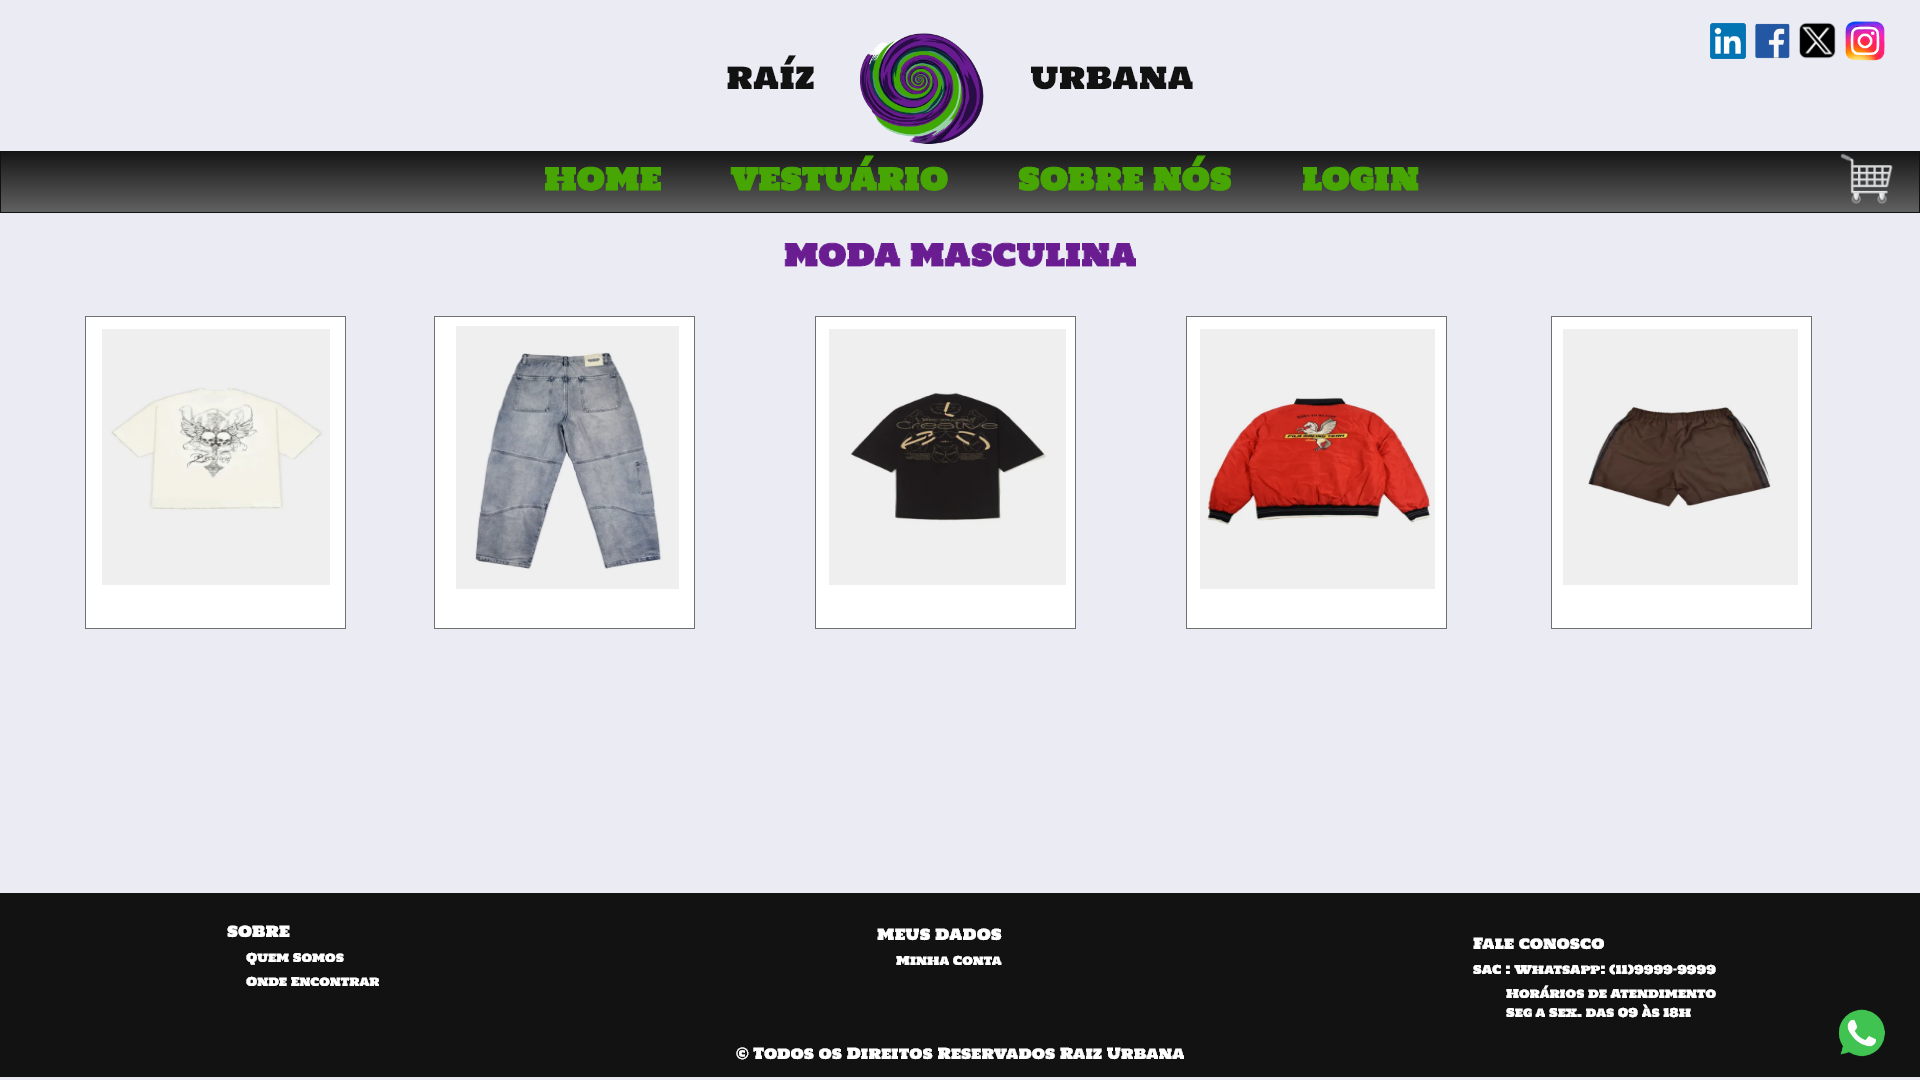 RAÍZ URBANA
HOME VESTUÁRIO SOBRE NÓS LOGIN
MODA MASCULINA
Creative
SOBRE
QUEM SOMOS
ONDE ENCONTRAR
MEUS DADOS
MINHA CONTA
FALE CONOSCO
SAC : WHATSAPP: (11)9999-9999
HORÁRIOS DE ATENDIMENTO
SEG A SEX. DAS 09 ÀS 18H
© TODOS OS DIREITOS RESERVADOS RAIZ URBANA